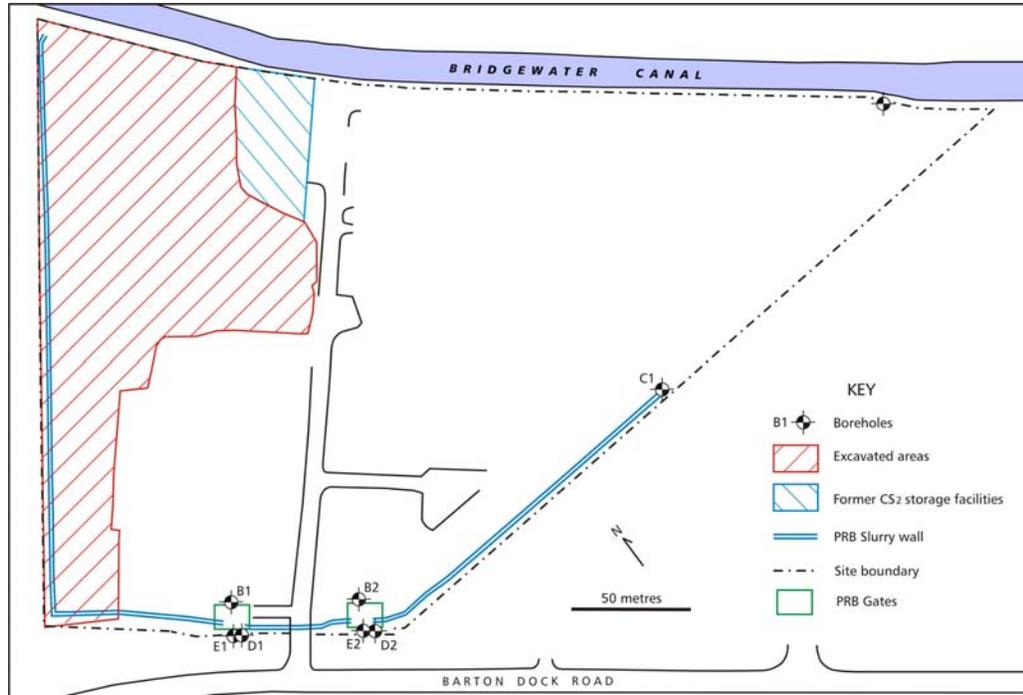 BRIDGEWATER CANAL
C1
KEY
B1 Boreholes
Excavated areas
Former CS2 storage facilities
PRB Slurry wall
Site boundary
PRB Gates
N
50 metres
B1
B2
E1 D1
E2 D2
BARTON DOCK ROAD